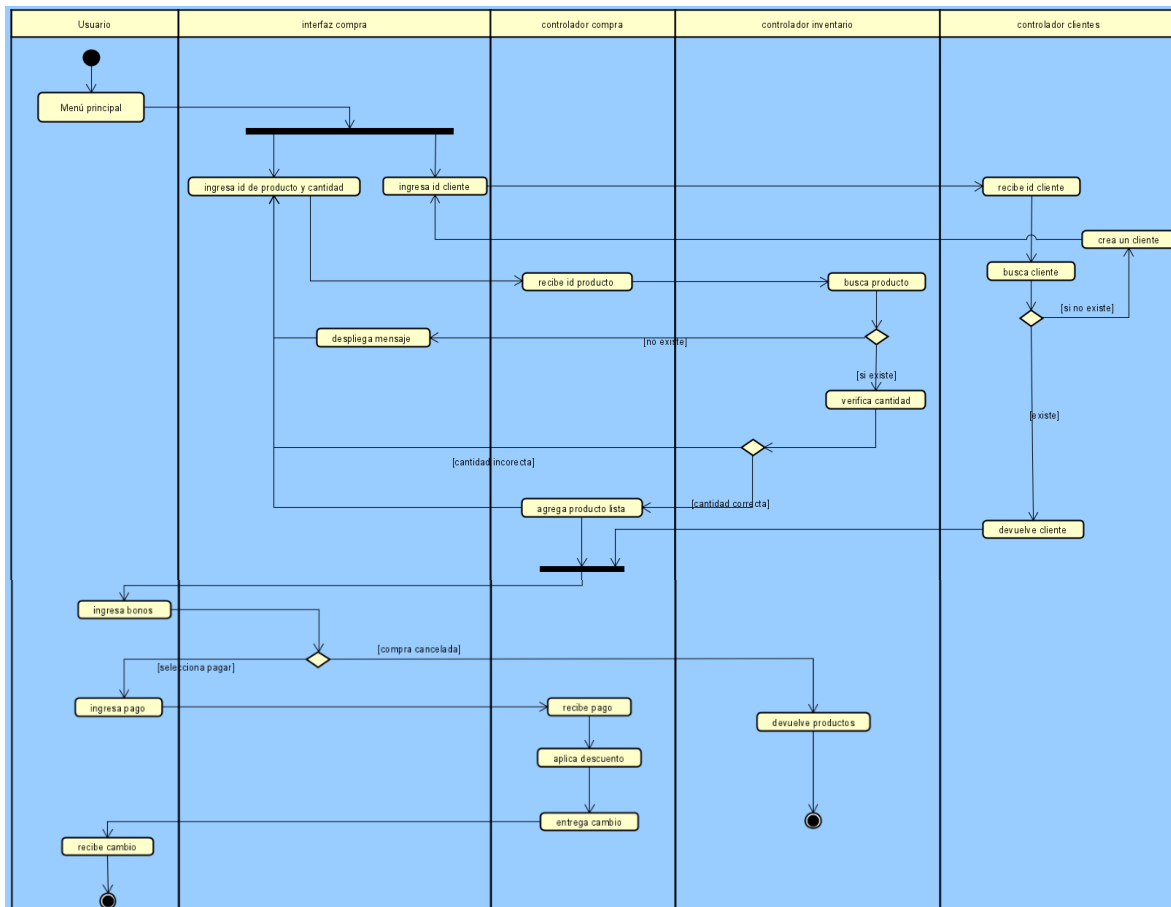 Usuario
interfaz compra
controlador compra
controlador inventario
controlador clientes
Menú principal
ingresa id de producto y cantidad
ingresa id cliente
recibe id cliente
crea un cliente
busca cliente
recibe id producto
busca producto
[si no existe]
despliega mensaje
[no existe]
[si existe]
verifica cantidad
[existe]
[cantidad incorecta]
[cantidad correcta]
agrega producto lista
devuelve cliente
ingresa bonos
[compra cancelada]
[selecciona pagar]
ingresa pago
recibe pago
devuelve productos
aplica descuento
entrega cambio
recibe cambio